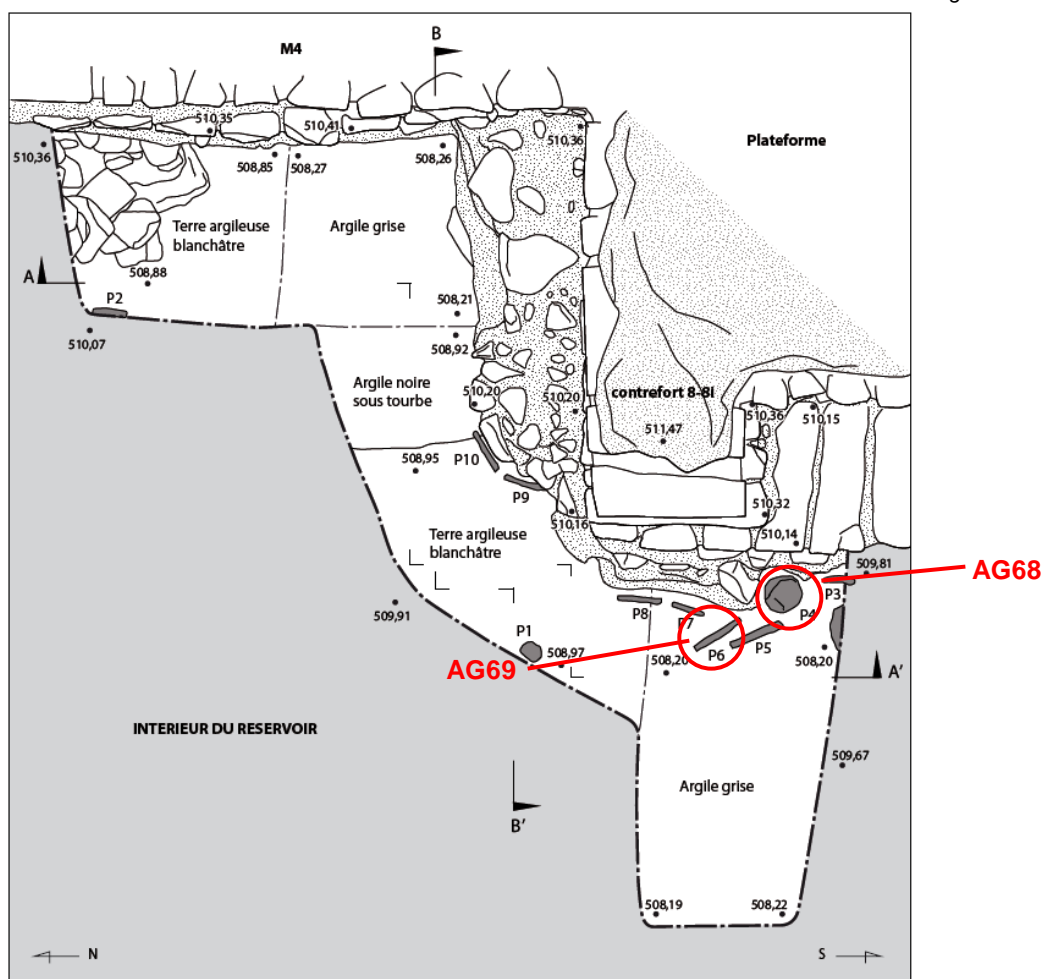 B
M4
510,35
510,41
510,36
Plateforme
510,36
508,85
508,27
508,26
Terre argileuse
blanchâtre
Argile grise
A
508,88
P2
508,21
510,07
508,92
Argile noire
sous tourbe
510,20
510,20
contrefort 8-8I
510,36
510,15
511,47
508,95
P10
P9
510,32
510,16
510,14
Terre argileuse
blanchâtre
509,81
AG68
P3
509,91
P8
P4
P7
P1
P6
P5
508,97
508,20
508,20
AG69
A'
INTERIEUR DU RESERVOIR
509,67
Argile grise
B'
508,19
508,22
N
S